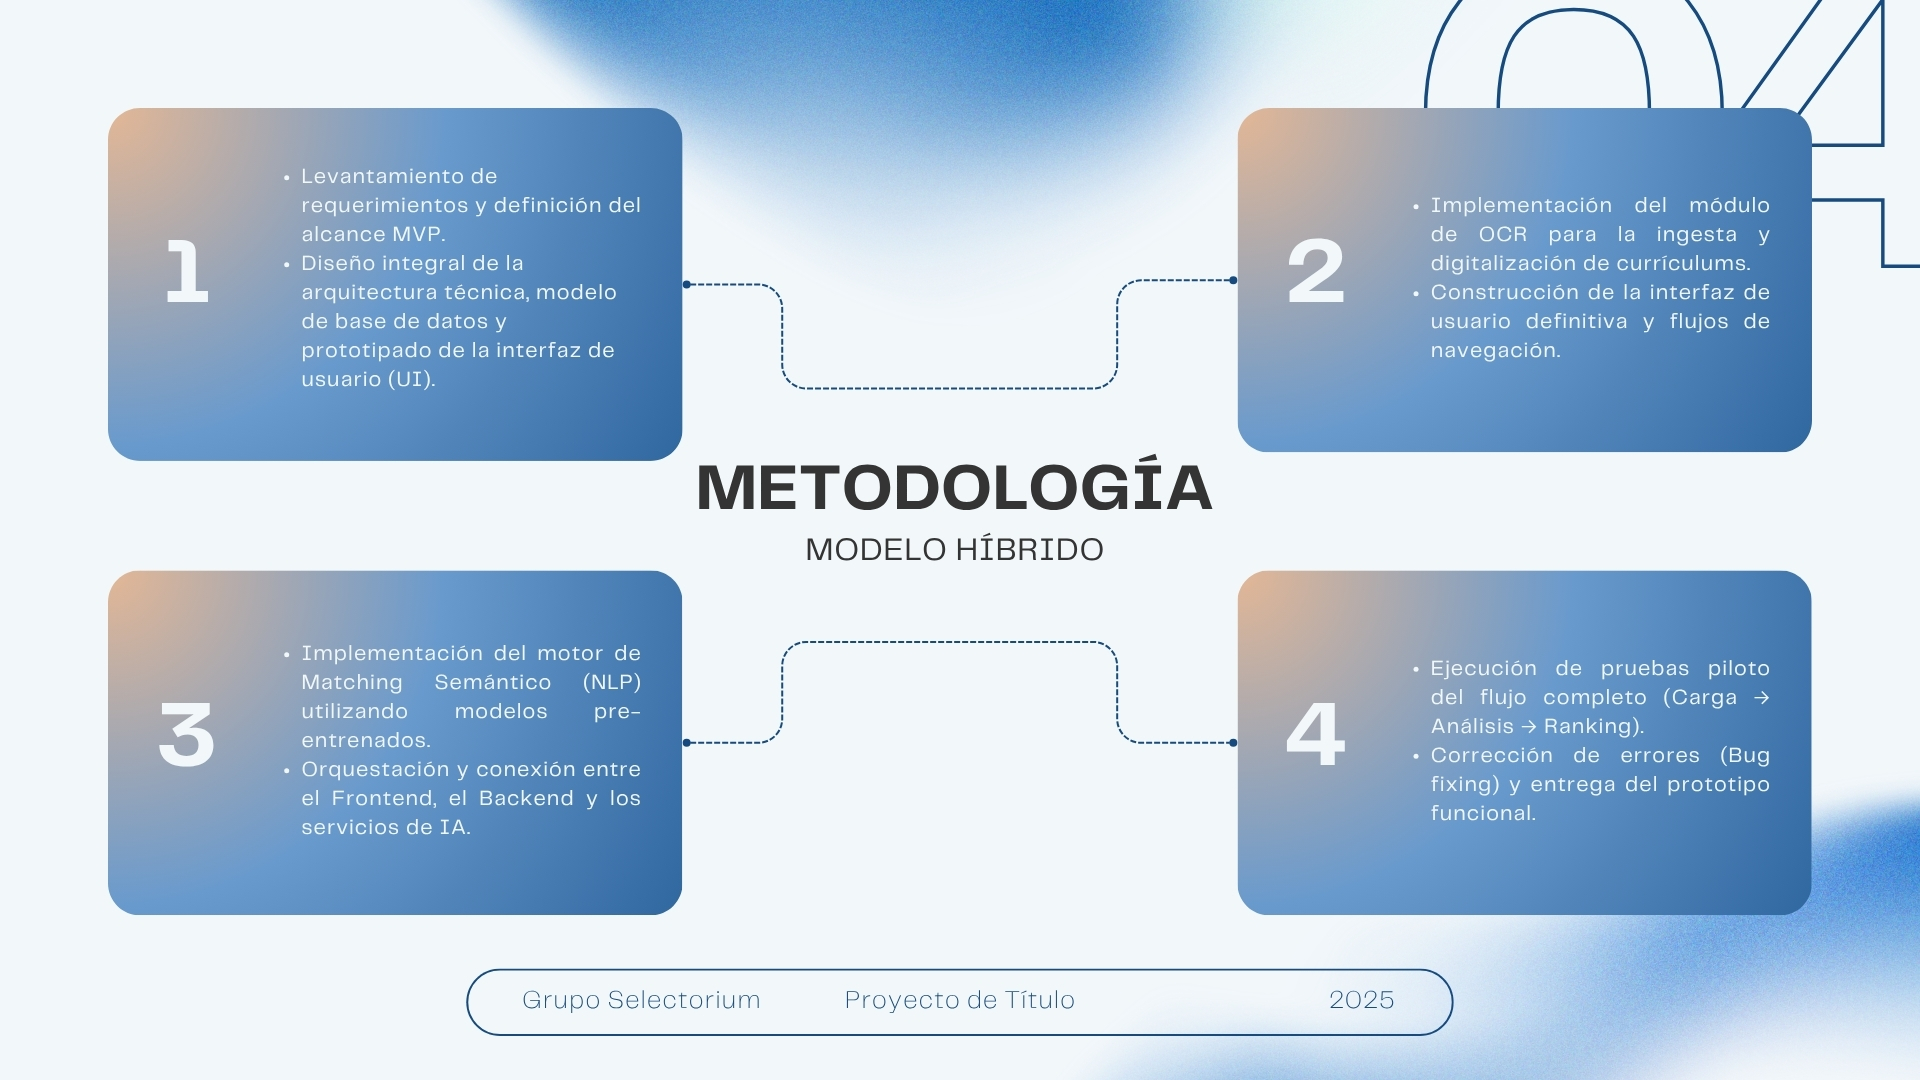 04
1
• Levantamiento de
requerimientos y definición del
alcance MVP.
• Diseño integral de la
arquitectura técnica, modelo
de base de datos y
prototipado de la interfaz de
usuario (UI).
2
• Implementación del módulo
de OCR para la ingesta y
digitalización de currículums.
• Construcción de la interfaz de
usuario definitiva y flujos de
navegación.
METODOLOGÍA
MODELO HÍBRIDO
3
• Implementación del motor de
Matching Semántico (NLP)
utilizando modelos pre-
entrenados.
• Orquestación y conexión entre
el Frontend, el Backend y los
servicios de IA.
4
• Ejecución de pruebas piloto
del flujo completo (Carga →
Análisis → Ranking).
• Corrección de errores (Bug
fixing) y entrega del prototipo
funcional.
Grupo Selectorium Proyecto de Título 2025